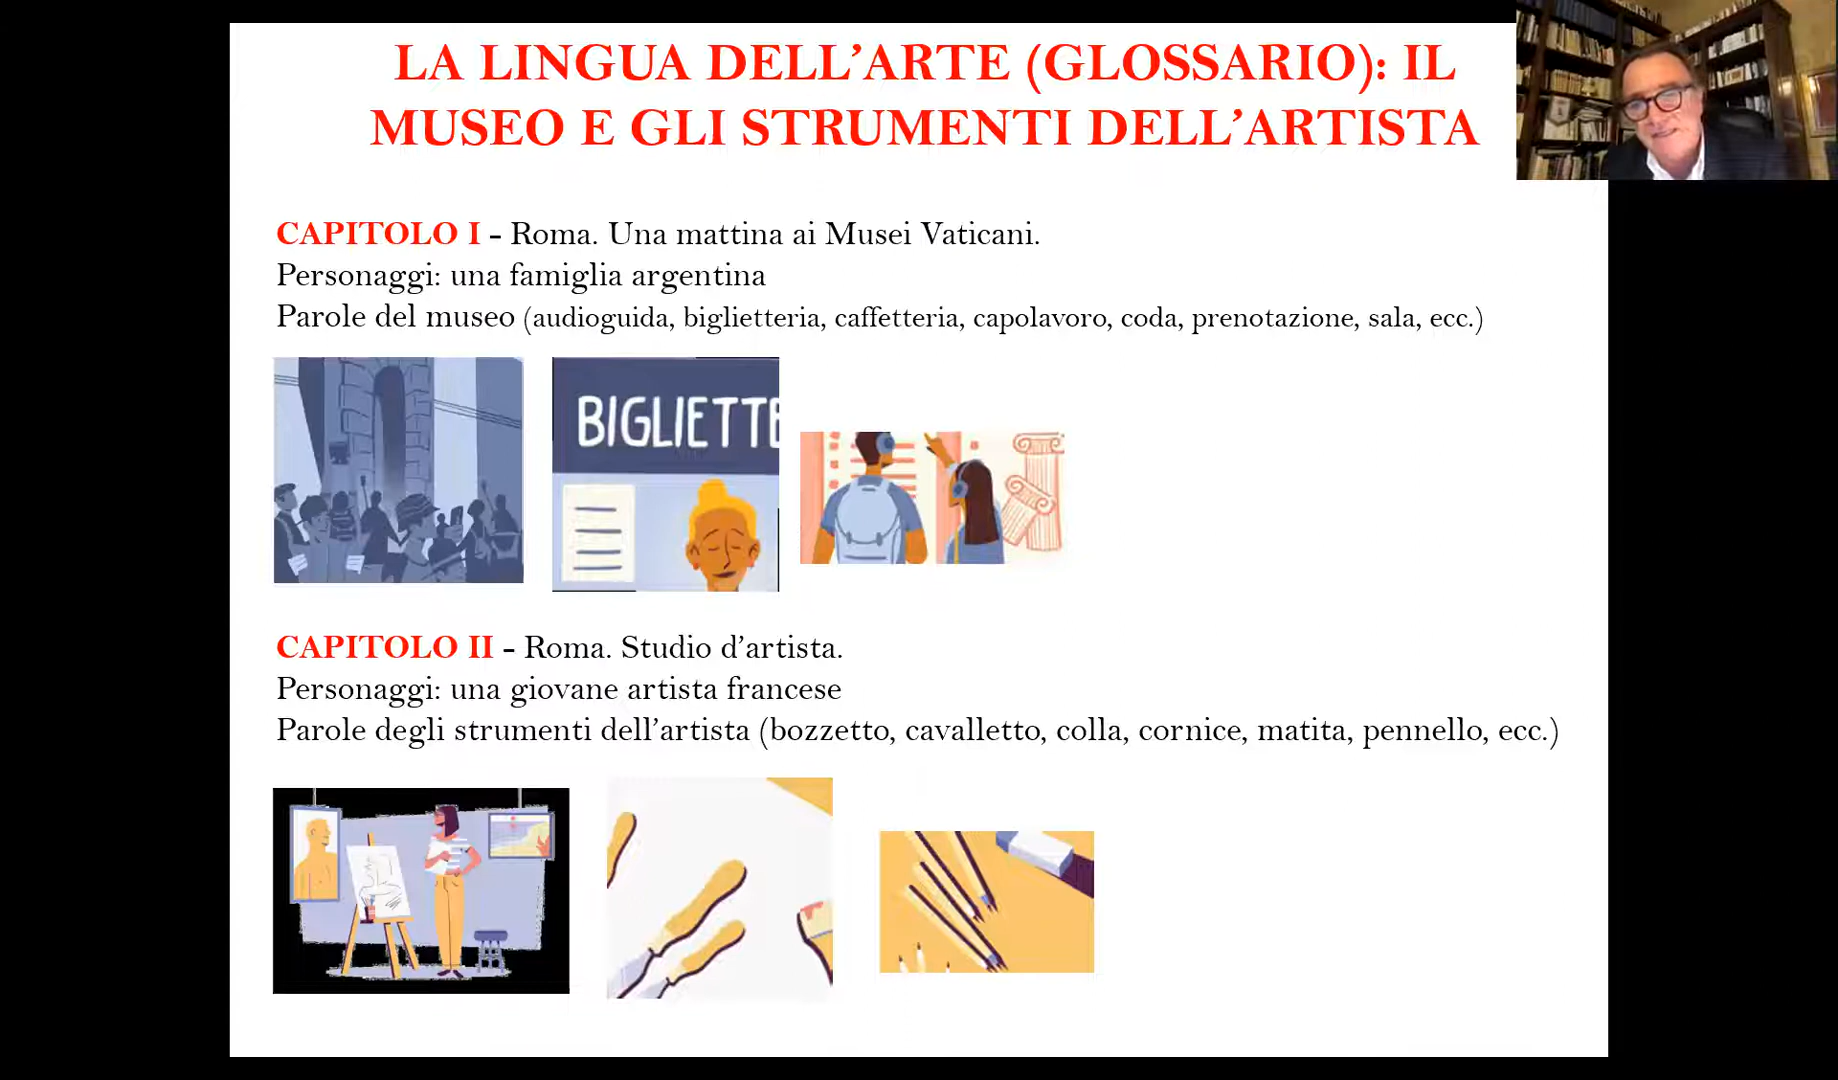 LA LINGUA DELL’ARTE (GLOSSARIO): IL
MUSEO E GLI STRUMENTI DELL’ARTISTA
CAPITOLO I - Roma. Una mattina ai Musei Vaticani.
Personaggi: una famiglia argentina
Parole del museo (audioguida, biglietteria, caffetteria, capolavoro, coda, prenotazione, sala, ecc.)
BIGLIETTE
CAPITOLO II - Roma. Studio d’artista.
Personaggi: una giovane artista francese
Parole degli strumenti dell’artista (bozzetto, cavalletto, colla, cornice, matita, pennello, ecc.)